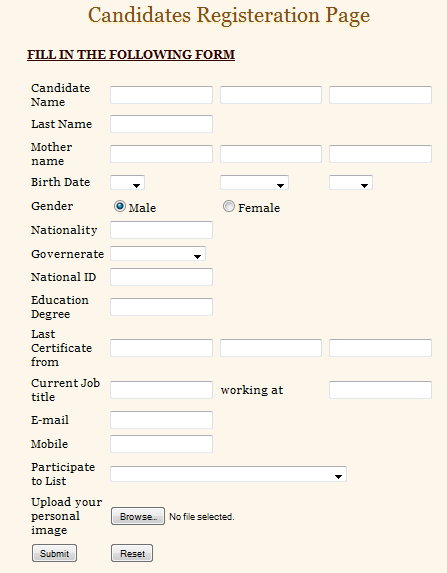 Candidates Registeration Page
FILL IN THE FOLLOWING FORM
Candidate
Name
Last Name
Mother
name
Birth Date
Gender Male Female
Nationality
Governerate
National ID
Education
Degree
Last
Certificate
from
Current Job
title working at
E-mail
Mobile
Participate
to List
Upload your
personal
image Browse.. No file selected.
Submit Reset